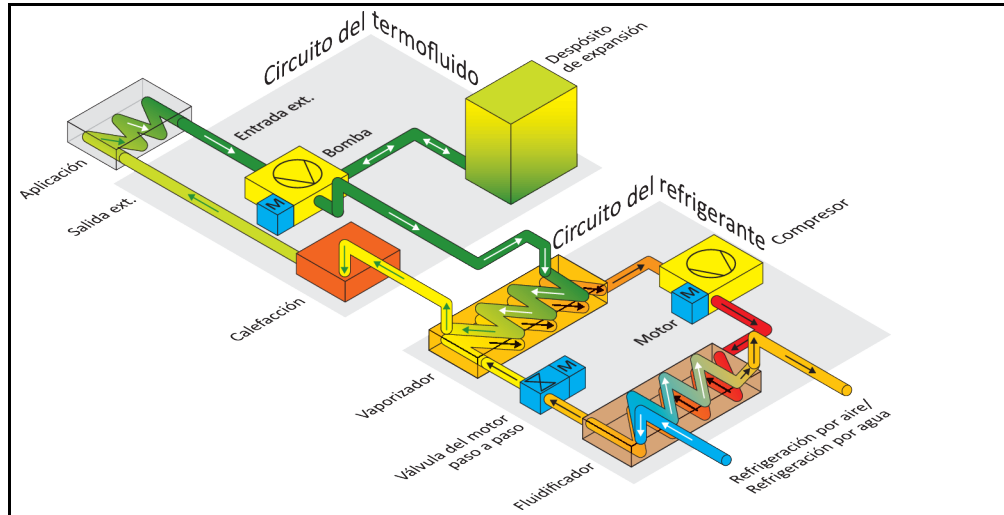 Circuito del termofluido
Depósito
de expansión
Entrada ext.
Bomba
M
Aplicación
Salida ext.
Calefacción
Circuito del refrigerante
Compresor
M
Motor
Vaporizador
M
Válvula del motor
paso a paso
Fluidificador
Refrigeración por aire/
Refrigeración por agua